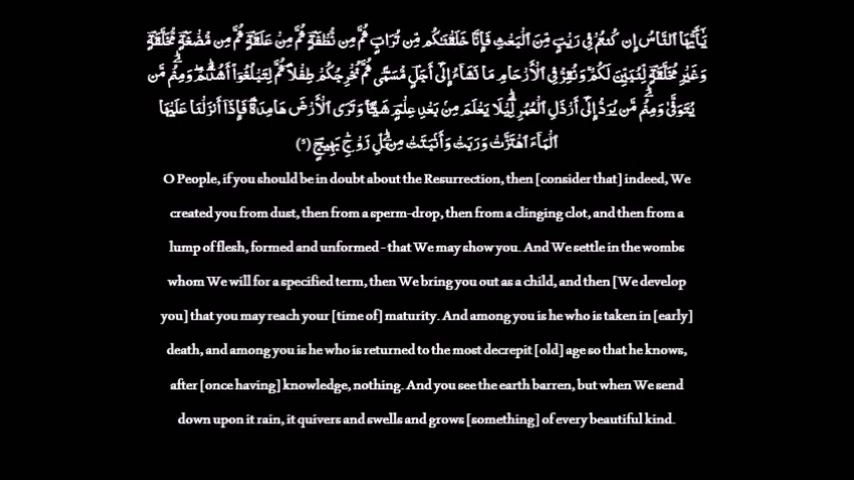 يَٰٓأَيُّهَا ٱلنَّاسُ إِن كُنتُمْ فِى رَيْبٍ مِّنَ ٱلْبَعْثِ فَإِنَّا خَلَقْنَٰكُم مِّن تُرَابٍ ثُمَّ مِن نُّطْفَةٍ ثُمَّ مِنْ عَلَقَةٍ ثُمَّ مِن مُّضْغَةٍ مُّخَلَّقَةٍ
وَغَيْرِ مُخَلَّقَةٍ لِّنُبَيِّنَ لَكُمْ ۚ وَنُقِرُّ فِى ٱلْأَرْحَامِ مَا نَشَآءُ إِلَىٰٓ أَجَلٍ مُّسَمًّى ثُمَّ نُخْرِجُكُمْ طِفْلًا ثُمَّ لِتَبْلُغُوٓا۟ أَشُدَّكُمْ ۖ وَمِنكُم مَّن
يُتَوَفَّىٰ وَمِنكُم مَّن يُرَدُّ إِلَىٰٓ أَرْذَلِ ٱلْعُمُرِ لِكَيْلَا يَعْلَمَ مِنۢ بَعْدِ عِلْمٍ شَيْـًٔا ۚ وَتَرَى ٱلْأَرْضَ هَامِدَةً فَإِذَآ أَنزَلْنَا عَلَيْهَا
ٱلْمَآءَ ٱهْتَزَّتْ وَرَبَتْ وَأَنۢبَتَتْ مِن كُلِّ زَوْجٍۭ بَهِيجٍ (٥)
O People, if you should be in doubt about the Resurrection, then [consider that] indeed, We
created you from dust, then from a sperm-drop, then from a clinging clot, and then from a
lump of flesh, formed and unformed - that We may show you. And We settle in the wombs
whom We will for a specified term, then We bring you out as a child, and then [We develop
you] that you may reach your [time of] maturity. And among you is he who is taken in [early]
death, and among you is he who is returned to the most decrepit [old] age so that he knows,
after [once having] knowledge, nothing. And you see the earth barren, but when We send
down upon it rain, it quivers and swells and grows [something] of every beautiful kind.